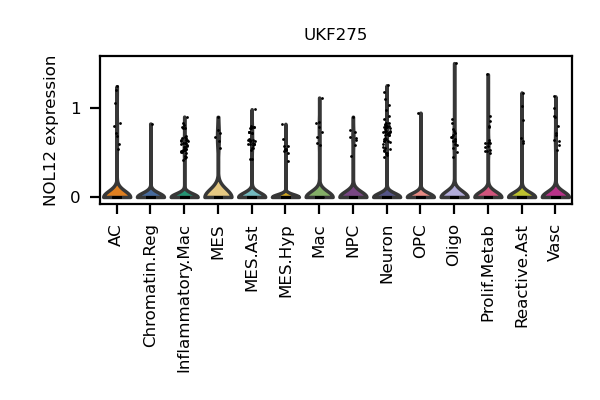 UKF275
NOL12 expression
1
0
AC
Chromatin.Reg
Inflammatory.Mac
MES
MES.Ast
MES.Hyp
Mac
NPC
Neuron
OPC
Oligo
Prolif.Metab
Reactive.Ast
Vasc